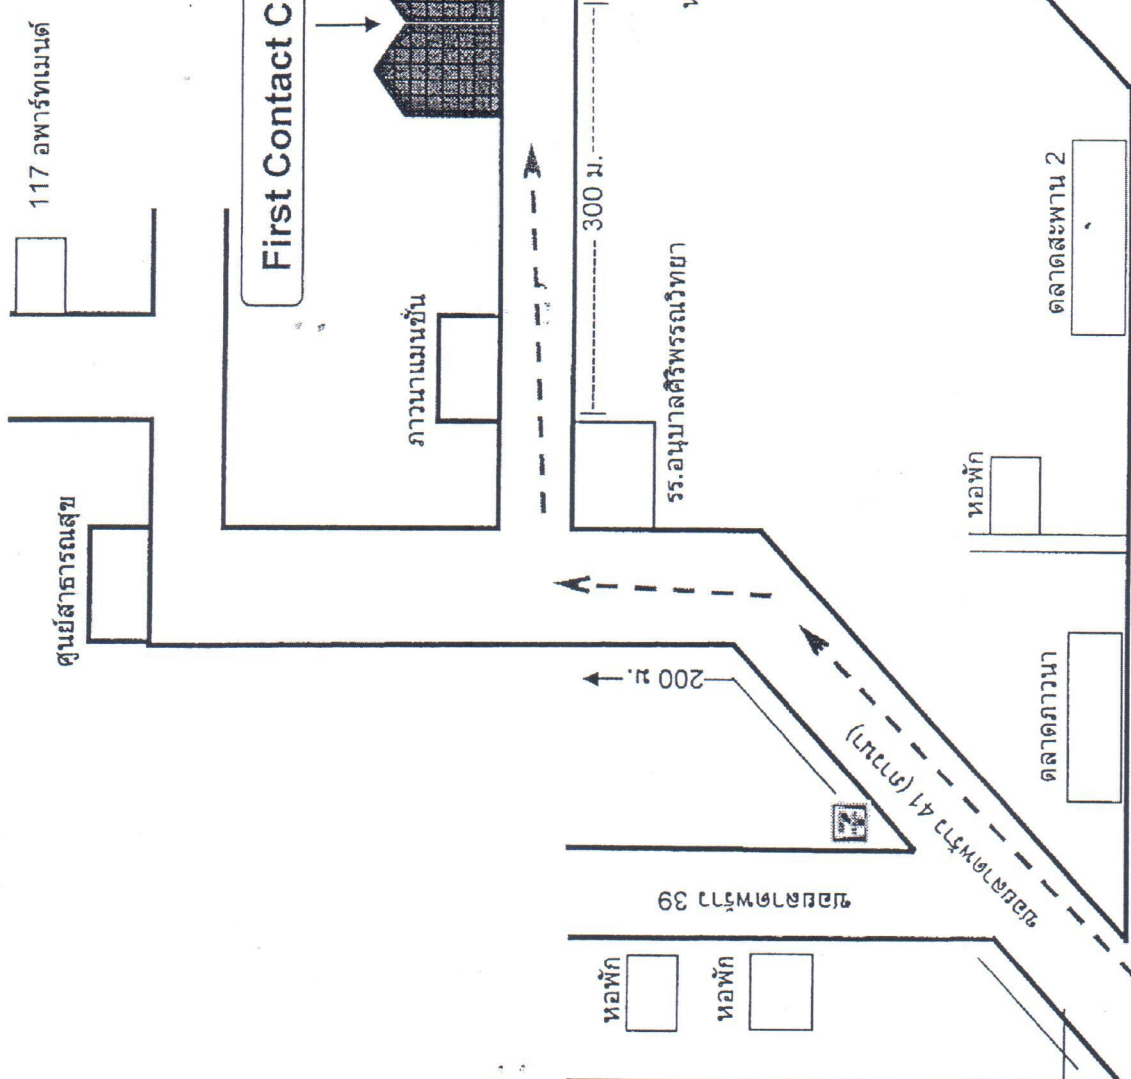 117 อพาร์ทเมนต์
First Contact C
ศูนย์สาธารณสุข
ภาวนาแมนชั่น
300 ม.
รร.อนุบาลศิริพรรณวิทยา
ตลาดสะพาน 2
หอพัก
200 ม.
ตลาดภาวนา
ซอยลาดพร้าว 41 (ภาวนา)
ซอยลาดพร้าว 39
หอพัก
หอพัก